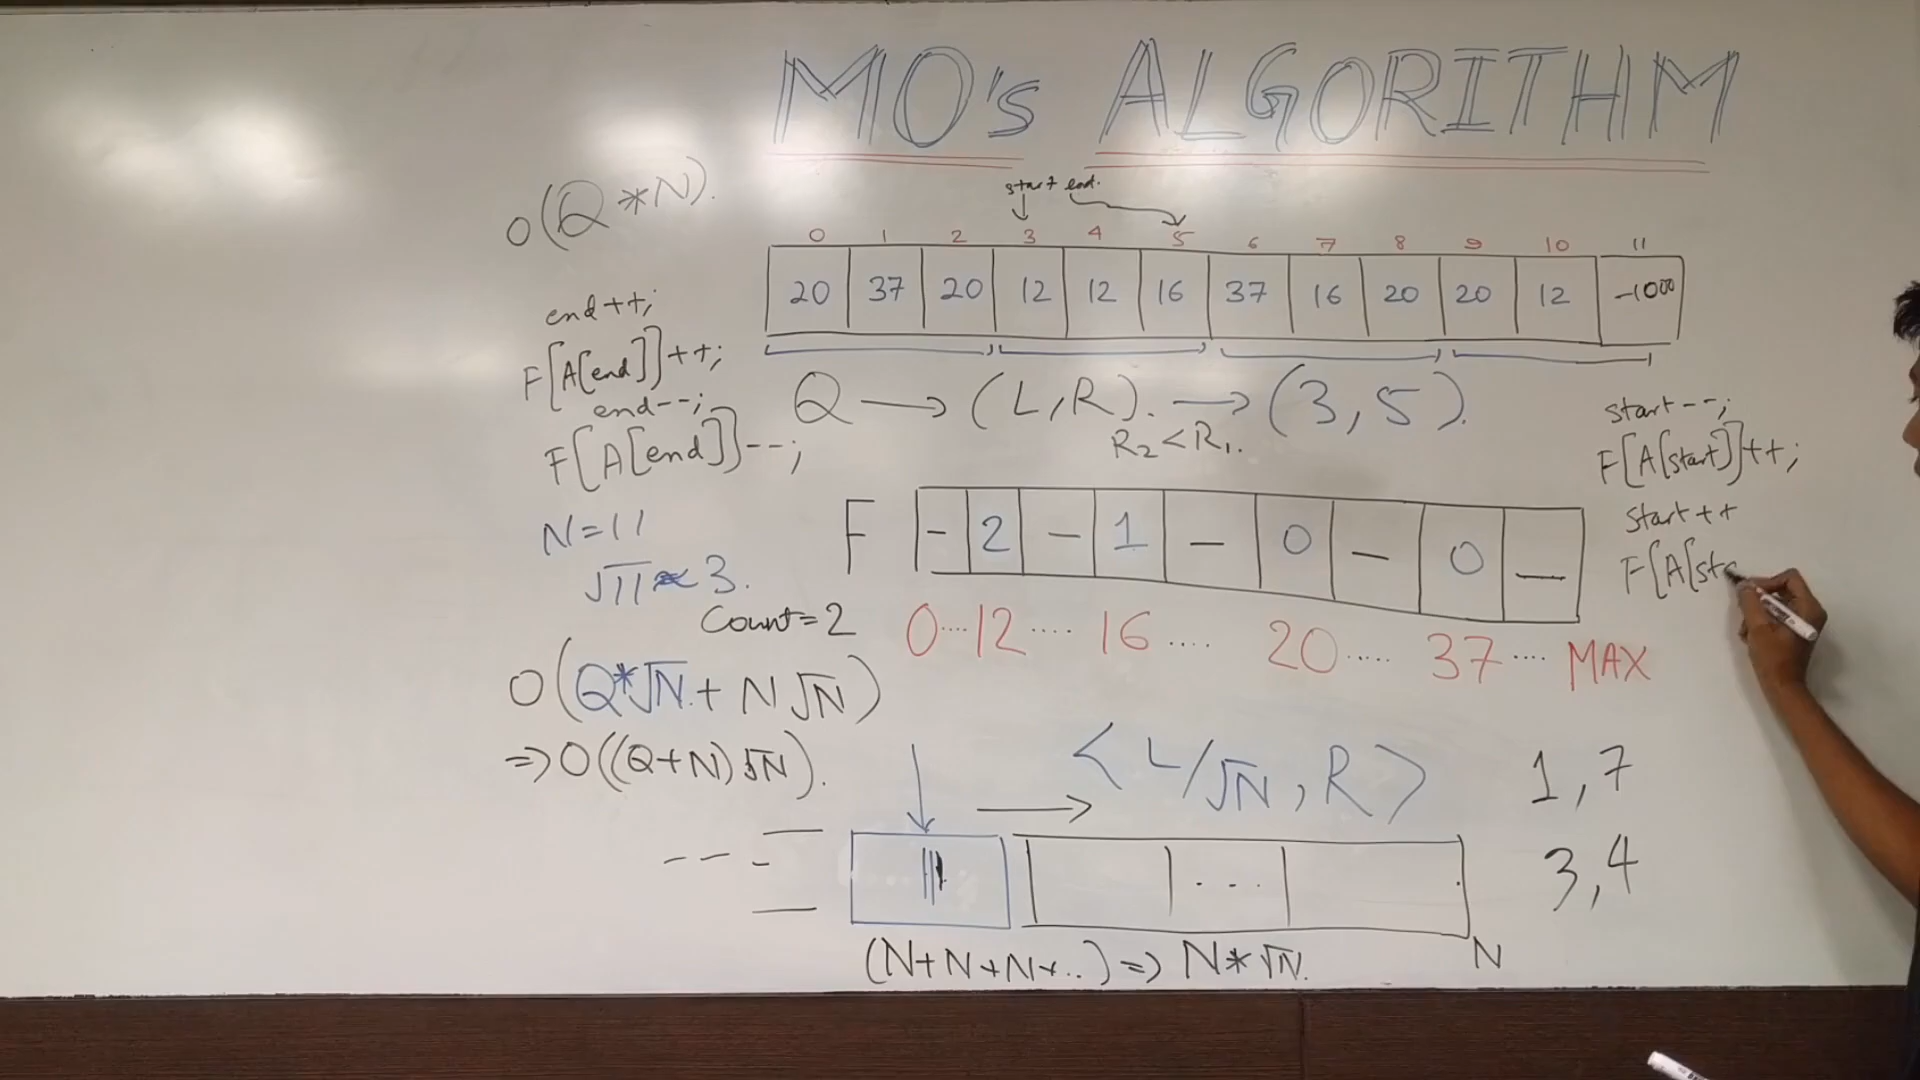 MO's ALGORITHM
O(Q*N).
start end.
0 1 2 3 4 5 6 7 8 9 10 11
20 37 20 12 12 16 37 16 20 20 12 -1000
end++;
F[A[end]]++;
end--;
F[A[end]]--;
Q → (L,R). → (3,5).
R₂<R₁.
start--;
F[A[start]]++;
start++
F[A[sta
N=11
√11≈3.
F - 2 - 1 - 0 - 0 -
Count=2
0...12....16....20.....37....MAX
O(Q*√N.+N√N)
=>O((Q+N)√N).
<L/√N,R>
1,7
3,4
---
...
N
(N+N+N+..)=>N*√N.